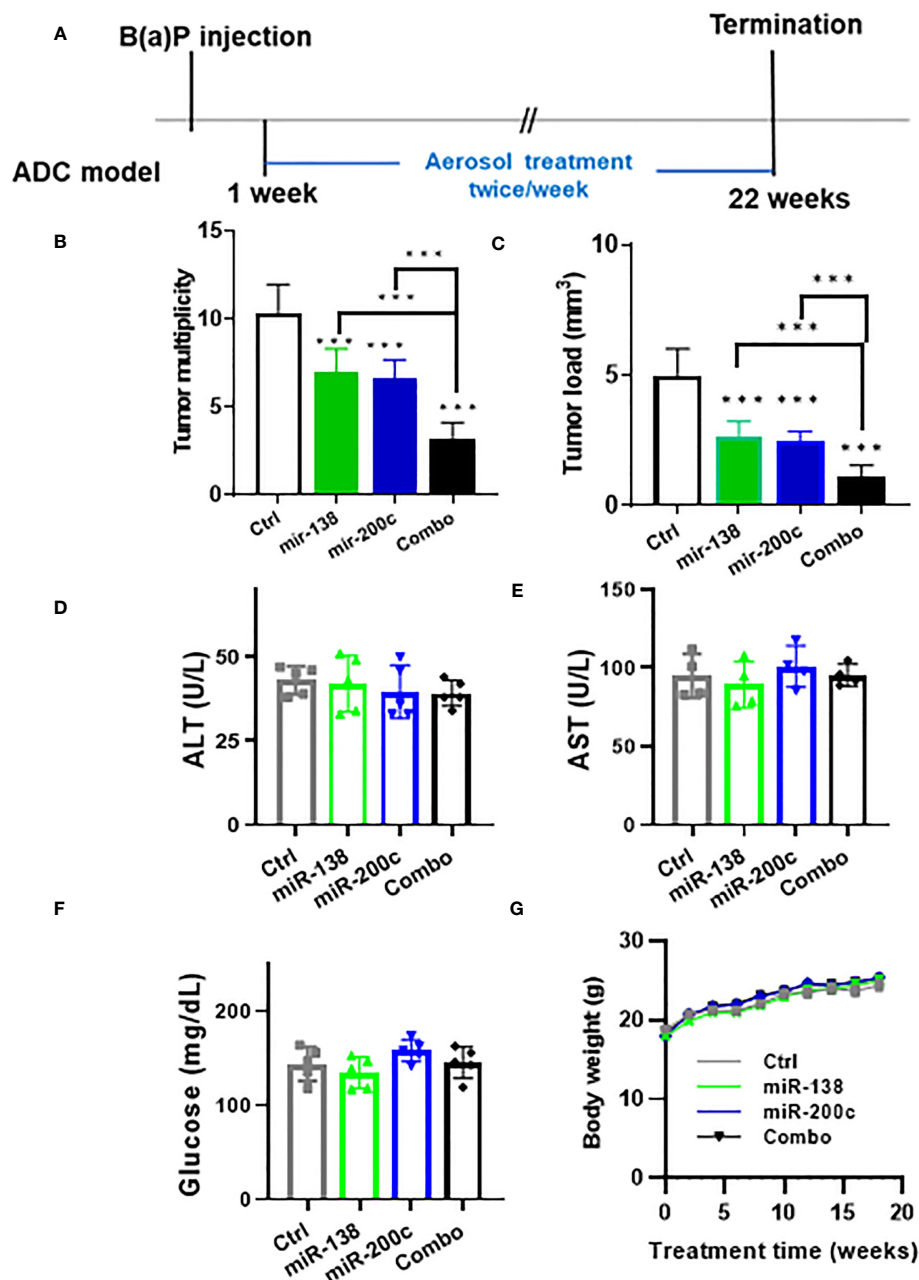 A
B(a)P injection
Termination
//
ADC model
1 week
Aerosol treatment
twice/week
22 weeks
B
Tumor multiplicity
15
10
5
0
***
***
***
***
***
Ctrl
mir-138
mir-200c
Combo
C
Tumor load (mm³)
10
5
0
***
***
***
***
***
Ctrl
mir-138
mir-200c
Combo
D
ALT (U/L)
50
25
0
Ctrl
miR-138
miR-200c
Combo
E
AST (U/L)
150
100
50
0
Ctrl
miR-138
miR-200c
Combo
F
Glucose (mg/dL)
200
100
0
Ctrl
miR-138
miR-200c
Combo
G
Body weight (g)
30
20
10
0
Ctrl
miR-138
miR-200c
Combo
0
5
10
15
20
Treatment time (weeks)